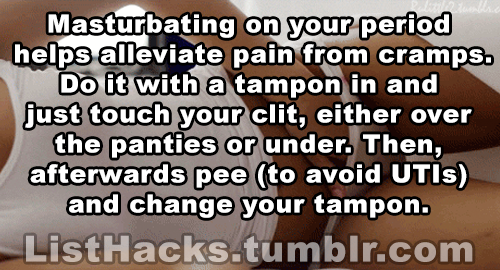 Masturbating on your period
helps alleviate pain from cramps.
Do it with a tampon in and
just touch your clit, either over
the panties or under. Then,
afterwards pee (to avoid UTIs)
and change your tampon.
ListHacks.tumblr.com